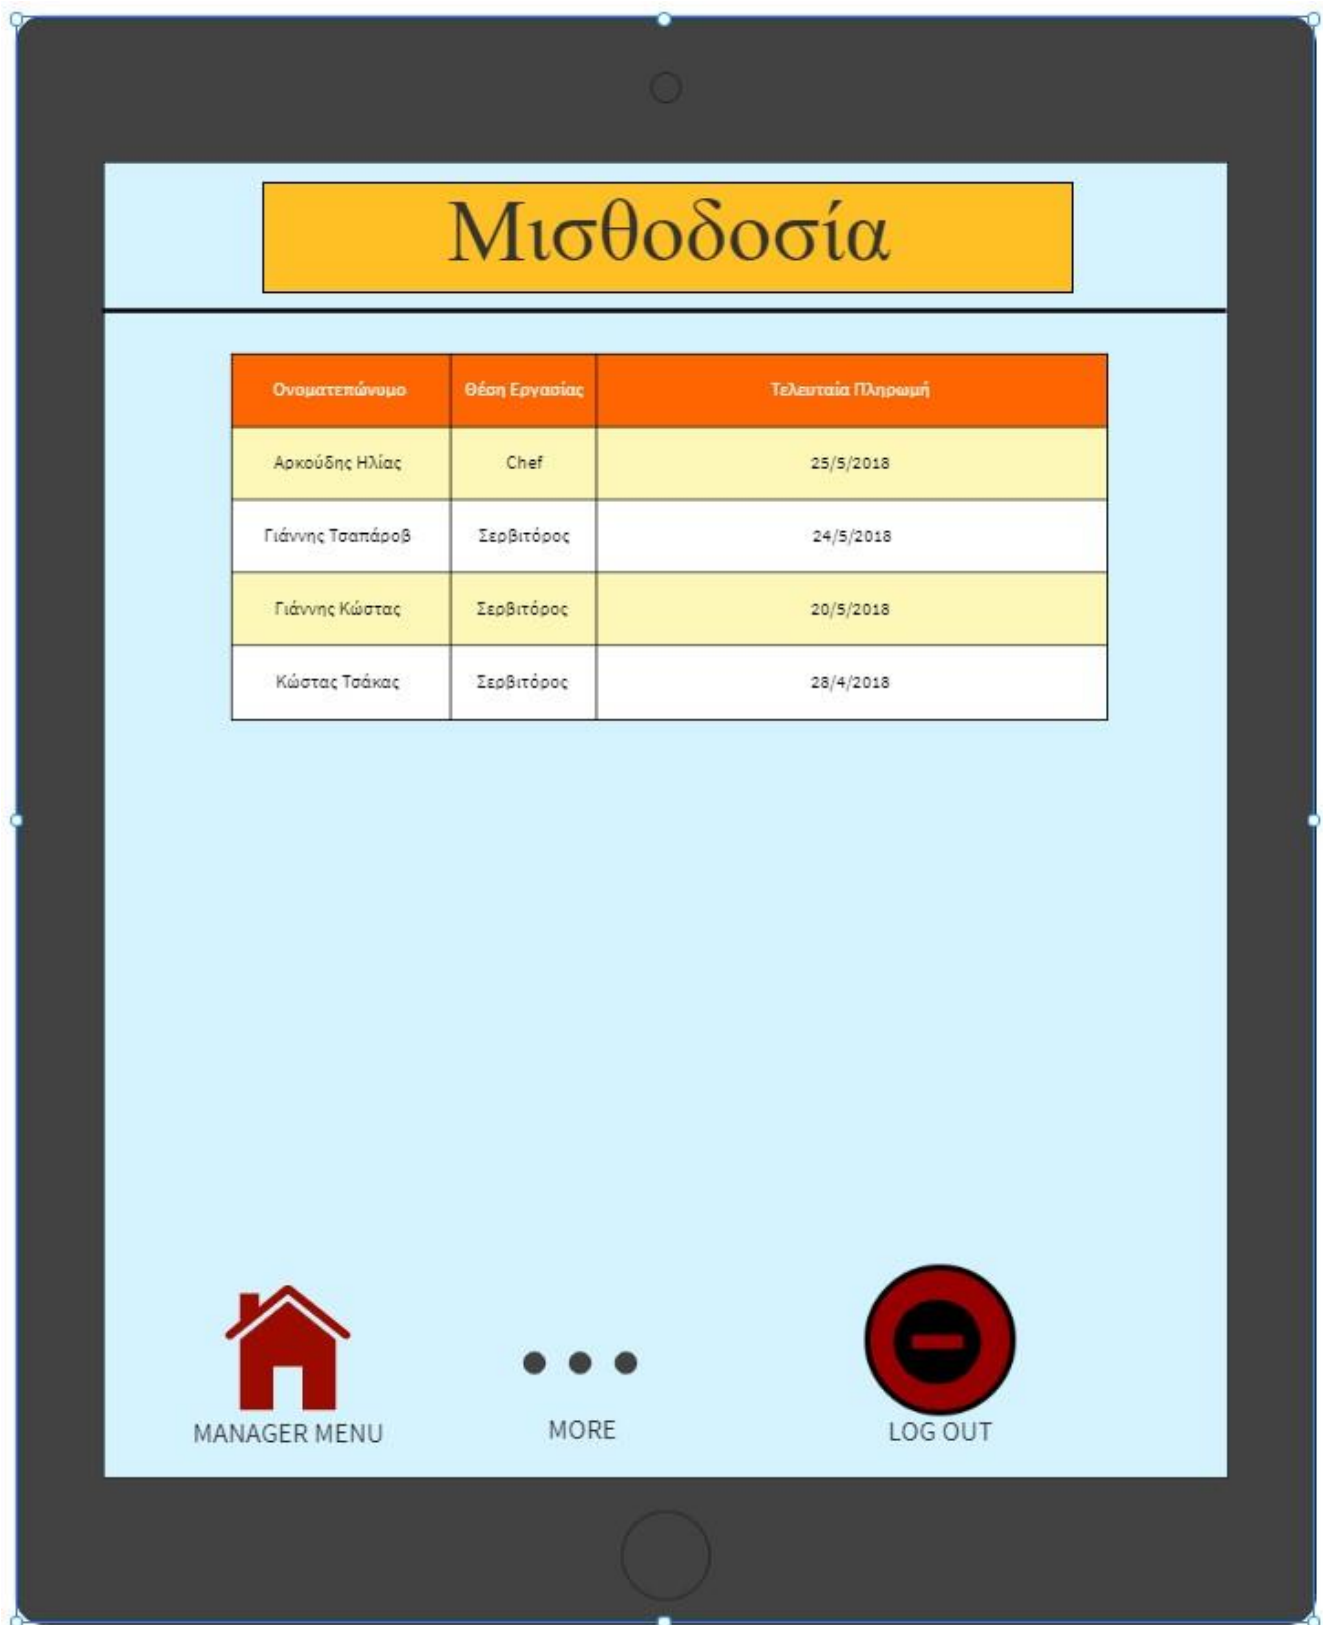 Μισθοδοσία
Ονοματεπώνυμο Θέση Εργασίας Τελευταία Πληρωμή
Αρκούδης Ηλίας Chef 25/5/2018
Γιάννης Τσαπάροβ Σερβιτόρος 24/5/2018
Γιάννης Κώστας Σερβιτόρος 20/5/2018
Κώστας Τσάκας Σερβιτόρος 28/4/2018
MANAGER MENU MORE LOG OUT